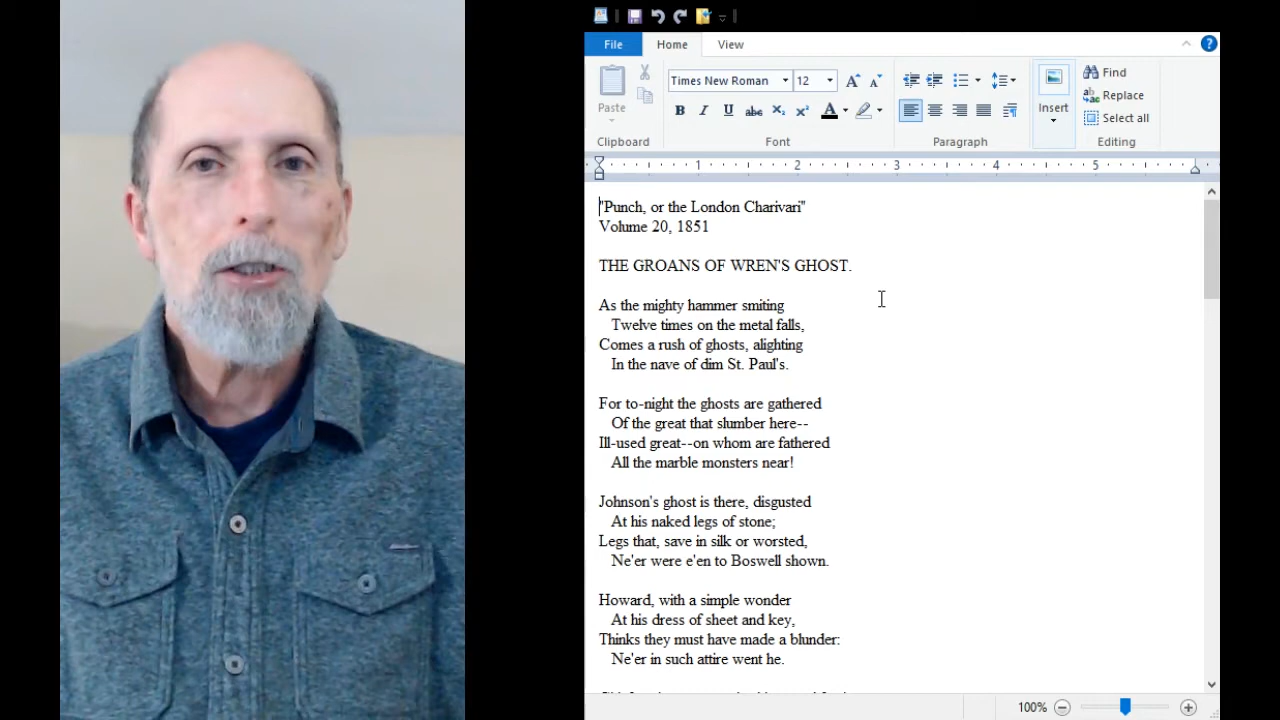 File
Home
View
Paste
Times New Roman
12
Find
Replace
Select all
Insert
Clipboard
Font
Paragraph
Editing
1
2
3
4
5
"Punch, or the London Charivari"
Volume 20, 1851
THE GROANS OF WREN'S GHOST.
As the mighty hammer smiting
Twelve times on the metal falls,
Comes a rush of ghosts, alighting
In the nave of dim St. Paul's.
For to-night the ghosts are gathered
Of the great that slumber here--
Ill-used great--on whom are fathered
All the marble monsters near!
Johnson's ghost is there, disgusted
At his naked legs of stone;
Legs that, save in silk or worsted,
Ne'er were e'en to Boswell shown.
Howard, with a simple wonder
At his dress of sheet and key,
Thinks they must have made a blunder:
Ne'er in such attire went he.
100%